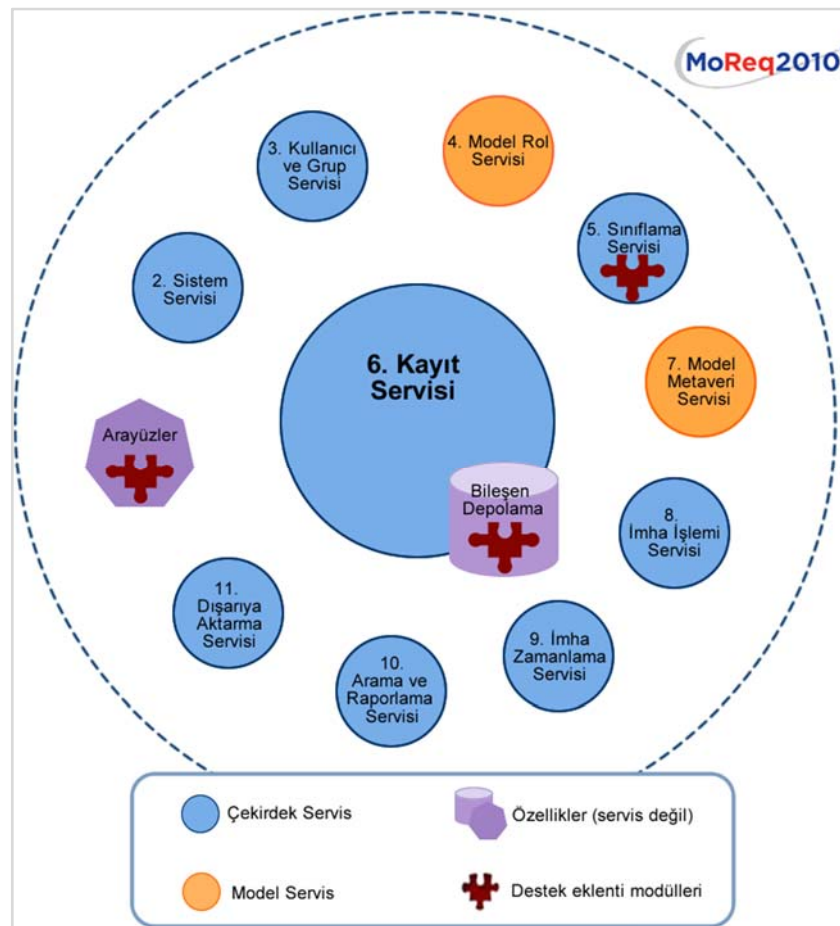 MoReq2010
3. Kullanıcı
ve Grup
Servisi
4. Model Rol
Servisi
5. Sınıflama
Servisi
2. Sistem
Servisi
6. Kayıt
Servisi
7. Model
Metaveri
Servisi
Arayüzler
Bileşen
Depolama
8.
İmha İşlemi
Servisi
11.
Dışarıya
Aktarma
Servisi
10.
Arama ve
Raporlama
Servisi
9. İmha
Zamanlama
Servisi
Çekirdek Servis
Özellikler (servis değil)
Model Servis
Destek eklenti modülleri